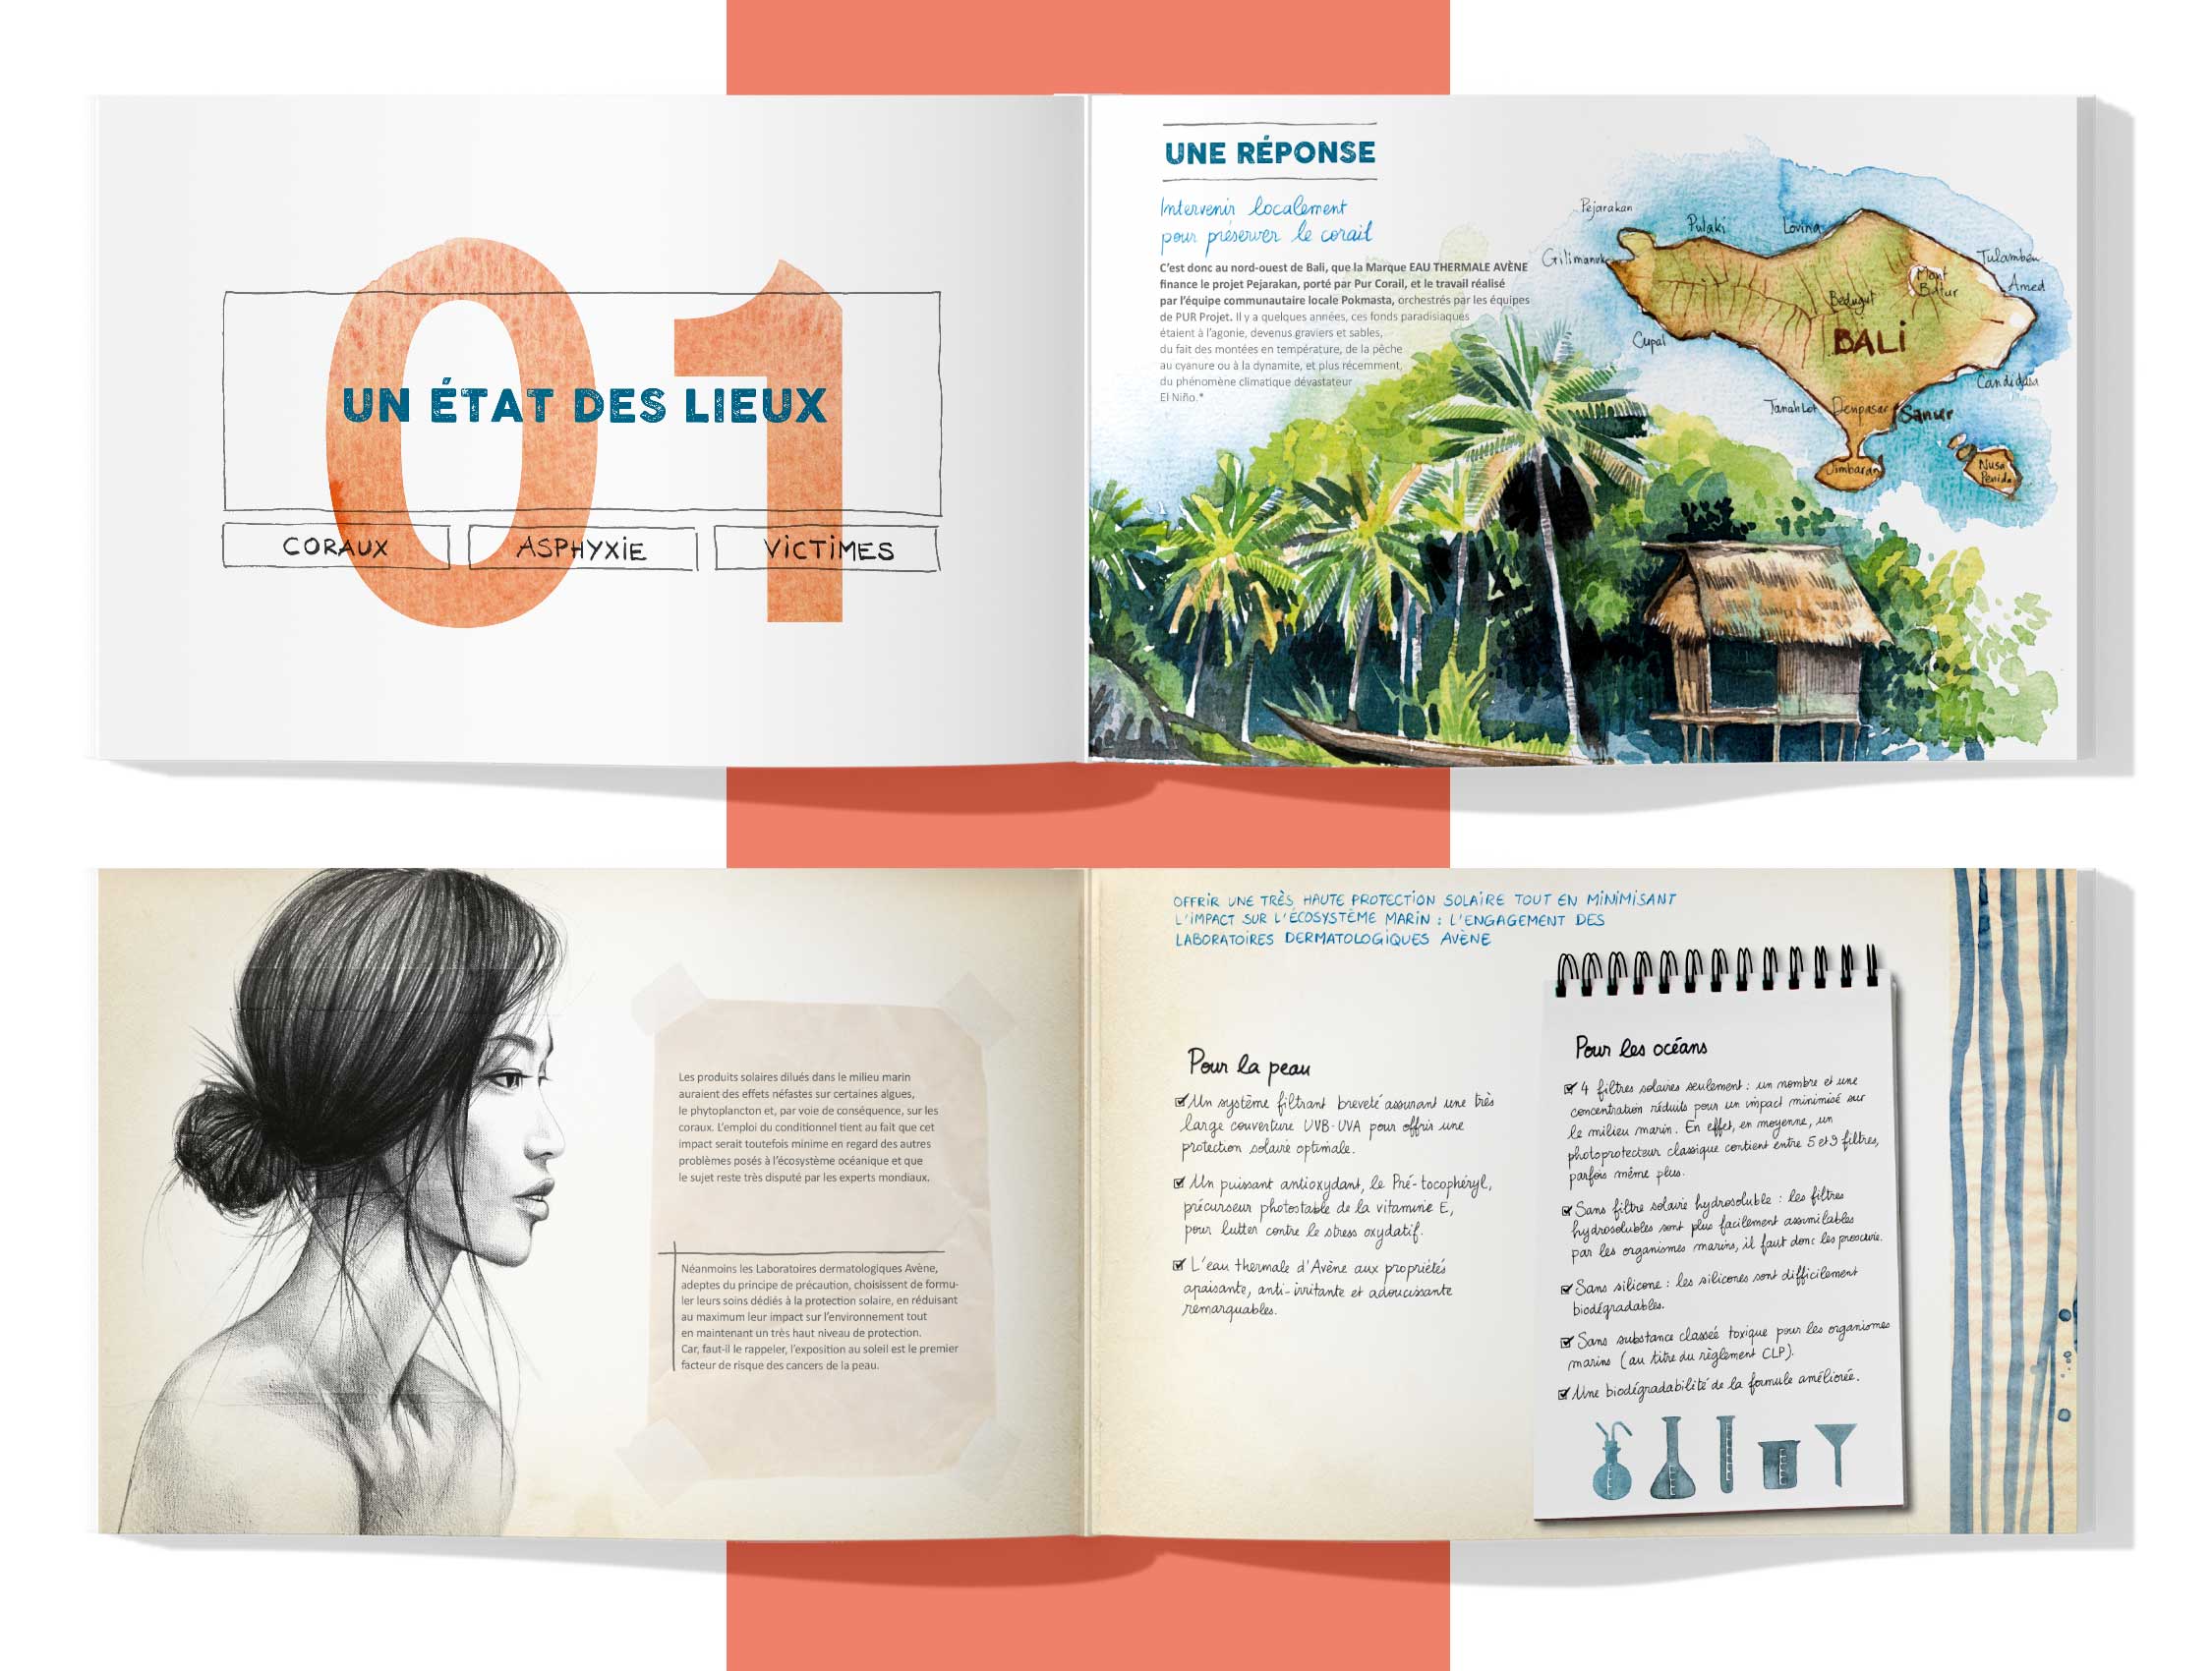 01
UN ÉTAT DES LIEUX
CORAUX
ASPHYXIE
VICTIMES
UNE RÉPONSE
Intervenir localement
pour préserver le corail
C'est donc au nord-ouest de Bali, que la Marque EAU THERMALE AVÈNE
finance le projet Pejarakan, porté par Pur Corail, et le travail réalisé
par l'équipe communautaire locale Pokmasta, orchestrés par les équipes
de PUR Projet. Il y a quelques années, ces fonds paradisiaques
étaient à l'agonie, devenus graviers et sables,
du fait des montées en température, de la pêche
au cyanure ou à la dynamite, et plus récemment,
du phénomène climatique dévastateur
El Niño.*
Pejarakan
Pulaki
Lovina
Gilimanuk
Tulamben
Mont
Batur
Amed
Bedugut
Cupal
BALI
Candidasa
Tanah Lot
Denpasar
Sanur
Jimbaran
Nusa
Penida
Les produits solaires dilués dans le milieu marin
auraient des effets néfastes sur certaines algues,
le phytoplancton et, par voie de conséquence, sur les
coraux. L'emploi du conditionnel tient au fait que cet
impact serait toutefois minime en regard des autres
problèmes posés à l'écosystème océanique et que
le sujet reste très disputé par les experts mondiaux.
Néanmoins les Laboratoires dermatologiques Avène,
adeptes du principe de précaution, choisissent de formu-
ler leurs soins dédiés à la protection solaire, en réduisant
au maximum leur impact sur l'environnement tout
en maintenant un très haut niveau de protection.
Car, faut-il le rappeler, l'exposition au soleil est le premier
facteur de risque des cancers de la peau.
OFFRIR UNE TRÈS HAUTE PROTECTION SOLAIRE TOUT EN MINIMISANT
L'IMPACT SUR L'ÉCOSYSTÈME MARIN : L'ENGAGEMENT DES
LABORATOIRES DERMATOLOGIQUES AVÈNE
Pour la peau
Un système filtrant breveté assurant une très
large couverture UVB-UVA pour offrir une
protection solaire optimale.
Un puissant antioxydant, le Pré-tocophéryl,
précurseur photostable de la vitamine E,
pour lutter contre le stress oxydatif.
L'eau thermale d'Avène aux propriétés
apaisante, anti-irritante et adoucissante
remarquables.
Pour les océans
4 filtres solaires seulement : un nombre et une
concentration réduits pour un impact minimisé sur
le milieu marin. En effet, en moyenne, un
photoprotecteur classique contient entre 5 et 9 filtres,
parfois même plus.
Sans filtre solaire hydrosoluble : les filtres
hydrosolubles sont plus facilement assimilables
par les organismes marins, il faut donc les proscrire.
Sans silicone : les silicones sont difficilement
biodégradables.
Sans substance classée toxique pour les organismes
marins (au titre du règlement CLP).
Une biodégradabilité de la formule améliorée.